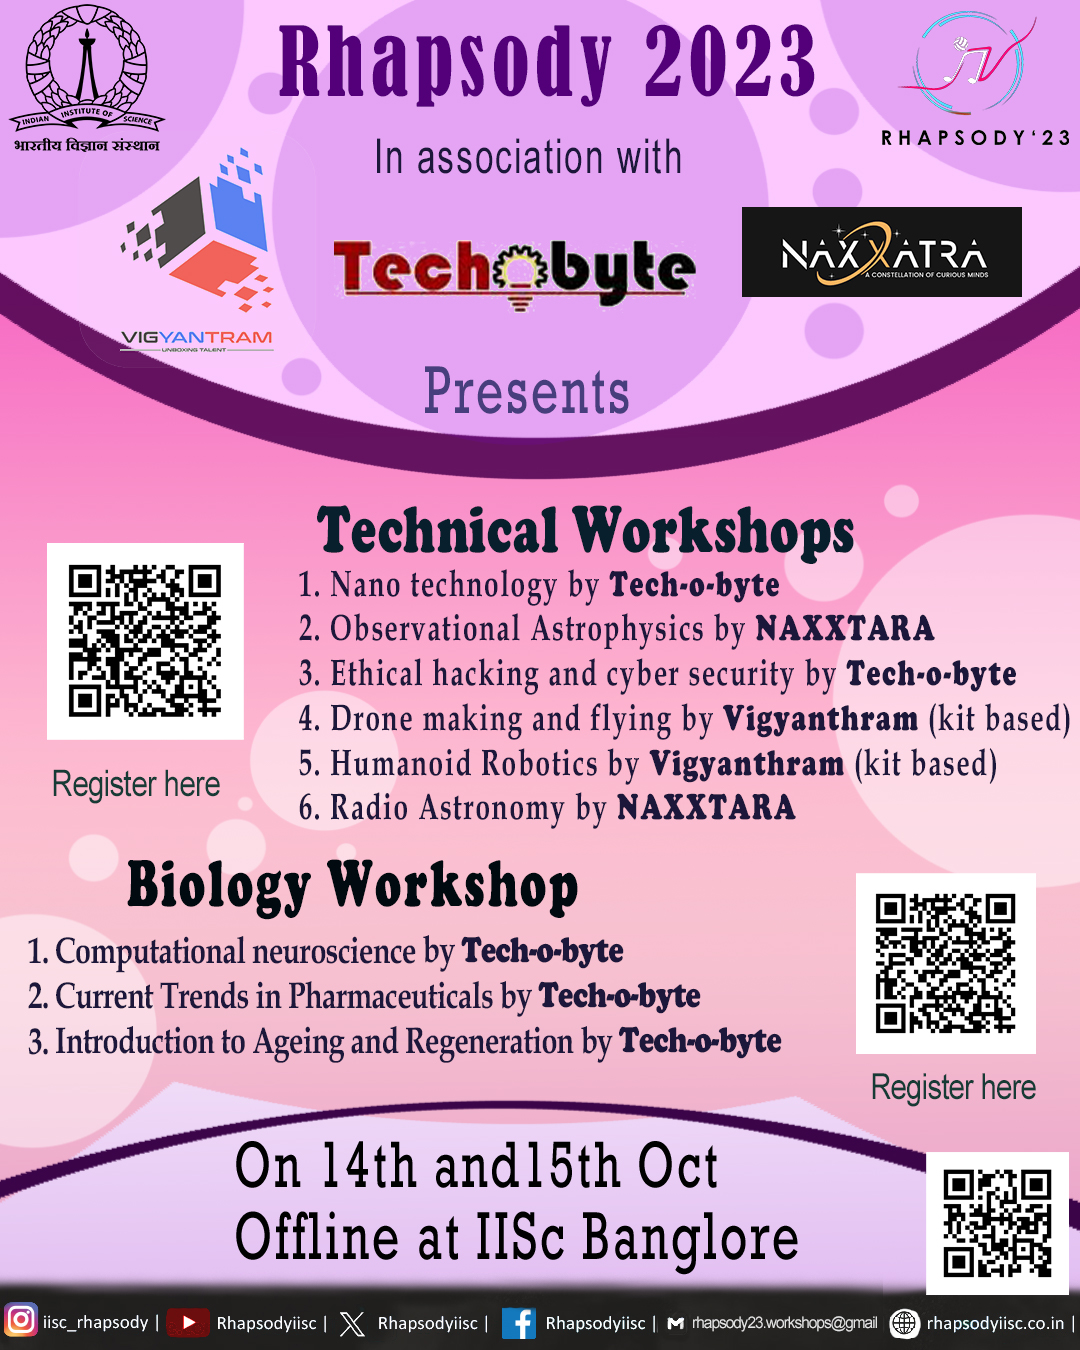 Rhapsody 2023
INDIAN INSTITUTE OF SCIENCE
भारतीय विज्ञान संस्थान
RHAPSODY'23
In association with
VIGYANTRAM
UNBOXING TALENT
Techobyte
NAXXATRA
A CONSTELLATION OF CURIOUS MINDS
Presents
Technical Workshops
1. Nano technology by Tech-o-byte
2. Observational Astrophysics by NAXXTARA
3. Ethical hacking and cyber security by Tech-o-byte
4. Drone making and flying by Vigyanthram (kit based)
5. Humanoid Robotics by Vigyanthram (kit based)
6. Radio Astronomy by NAXXTARA
Register here
Biology Workshop
1. Computational neuroscience by Tech-o-byte
2. Current Trends in Pharmaceuticals by Tech-o-byte
3. Introduction to Ageing and Regeneration by Tech-o-byte
Register here
On 14th and15th Oct
Offline at IISc Banglore
iisc_rhapsody | Rhapsodyiisc | Rhapsodyiisc | Rhapsodyiisc | rhapsody23.workshops@gmail rhapsodyiisc.co.in |